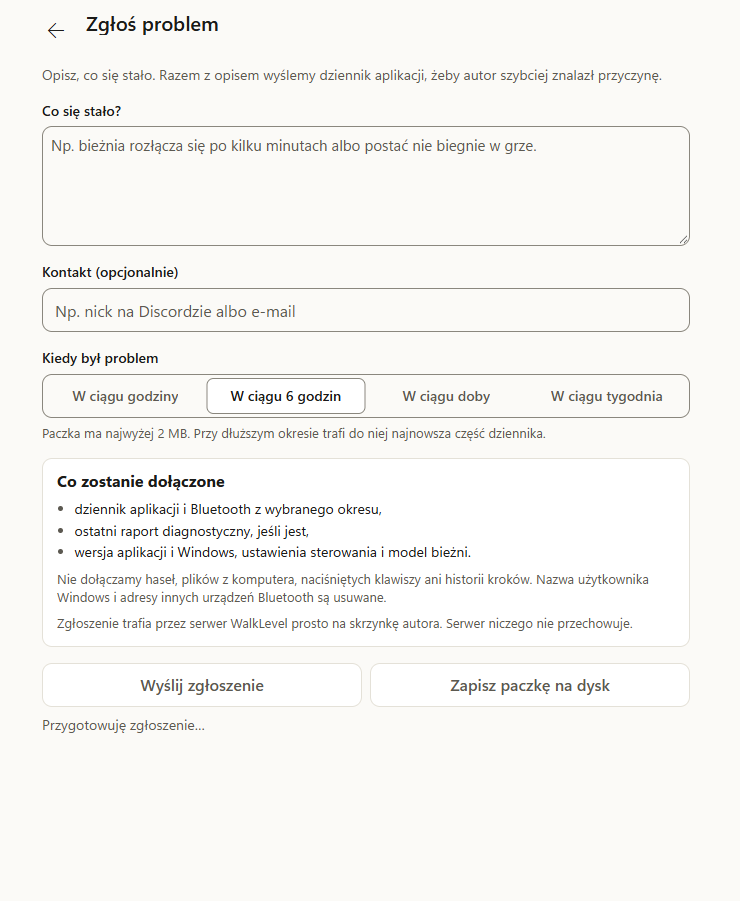 Zgłoś problem
Opisz, co się stało. Razem z opisem wyślemy dziennik aplikacji, żeby autor szybciej znalazł przyczynę.
Co się stało?
Np. bieżnia rozłącza się po kilku minutach albo postać nie biegnie w grze.
Kontakt (opcjonalnie)
Np. nick na Discordzie albo e-mail
Kiedy był problem
W ciągu godziny W ciągu 6 godzin W ciągu doby W ciągu tygodnia
Paczka ma najwyżej 2 MB. Przy dłuższym okresie trafi do niej najnowsza część dziennika.
Co zostanie dołączone
• dziennik aplikacji i Bluetooth z wybranego okresu,
• ostatni raport diagnostyczny, jeśli jest,
• wersja aplikacji i Windows, ustawienia sterowania i model bieżni.
Nie dołączamy haseł, plików z komputera, naciśniętych klawiszy ani historii kroków. Nazwa użytkownika
Windows i adresy innych urządzeń Bluetooth są usuwane.
Zgłoszenie trafia przez serwer WalkLevel prosto na skrzynkę autora. Serwer niczego nie przechowuje.
Wyślij zgłoszenie Zapisz paczkę na dysk
Przygotowuję zgłoszenie…